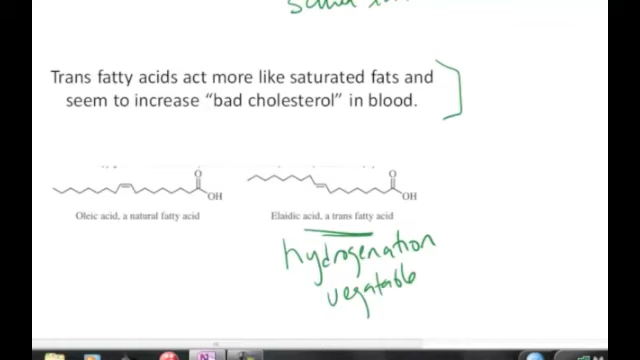 Trans fatty acids act more like saturated fats and
seem to increase “bad cholesterol” in blood.
O
OH
O
OH
Oleic acid, a natural fatty acid
Elaidic acid, a trans fatty acid
hydrogenation
vegatable